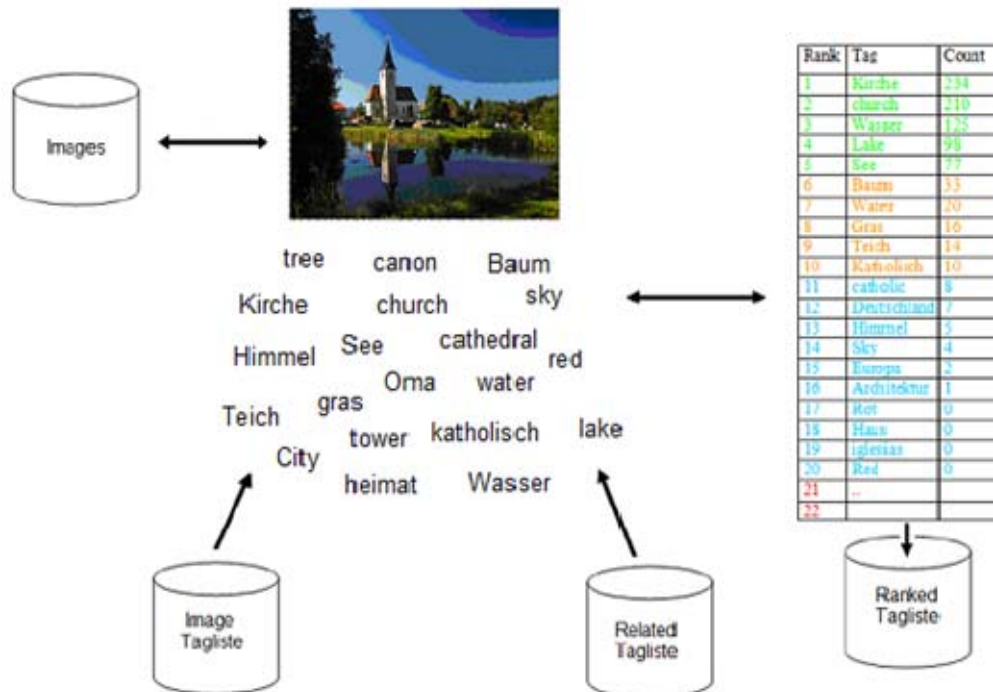 Images
tree canon Baum
sky
Kirche church
Himmel See cathedral red
Oma water
Teich gras
tower katholisch lake
City
heimat Wasser
Image
Tagliste
Related
Tagliste
Rank Tag Count
1 Kirche 234
2 church 210
3 Wasser 125
4 Lake 98
5 See 77
6 Baum 33
7 Water 20
8 Gras 16
9 Teich 14
10 Katholisch 10
11 catholic 8
12 Deutschland 7
13 Himmel 5
14 Sky 4
15 Europa 2
16 Architektur 1
17 Rot 0
18 Haus 0
19 iglesias 0
20 Red 0
21 ..
22
Ranked
Tagliste